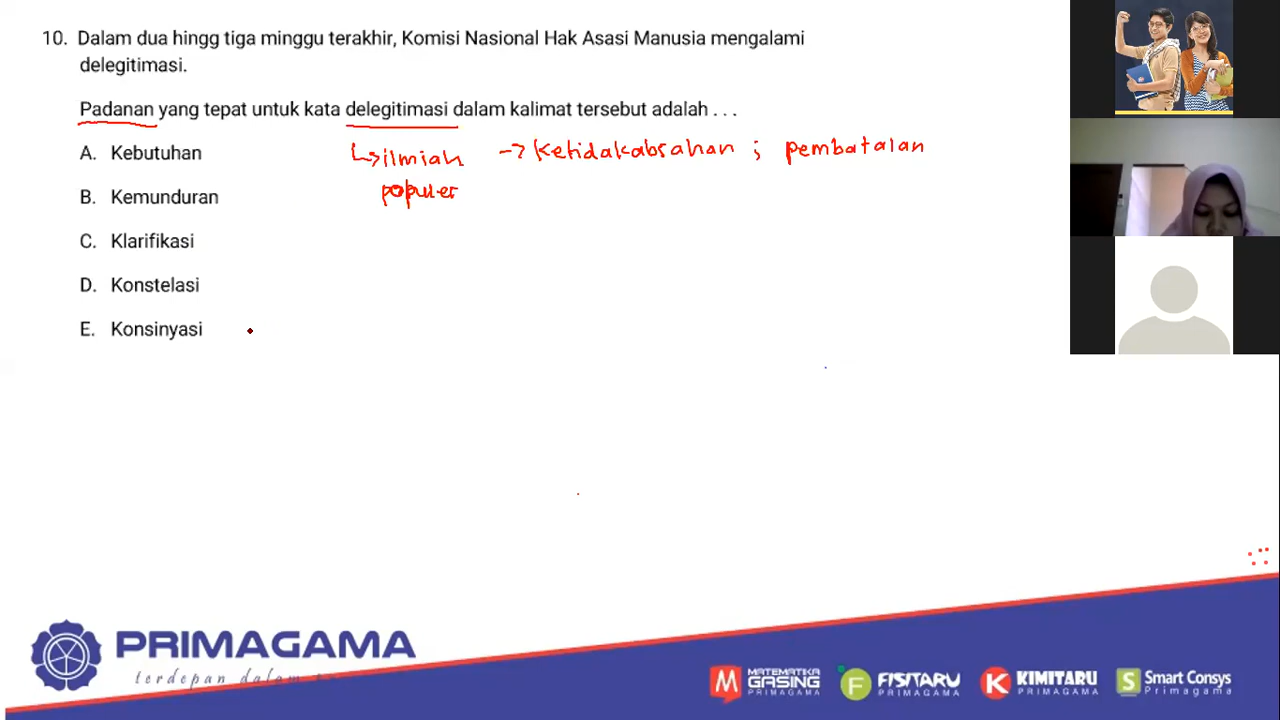 10. Dalam dua hingg tiga minggu terakhir, Komisi Nasional Hak Asasi Manusia mengalami
delegitimasi.
Padanan yang tepat untuk kata delegitimasi dalam kalimat tersebut adalah . . .
A. Kebutuhan
↳ ilmiah → Ketidakabsahan ; pembatalan
populer
B. Kemunduran
C. Klarifikasi
D. Konstelasi
E. Konsinyasi
PRIMAGAMA
terdepan dalam
MATEMATIKA
GASING
PRIMAGAMA
FISITARU
PRIMAGAMA
KIMITARU
PRIMAGAMA
Smart Consys
Primagama